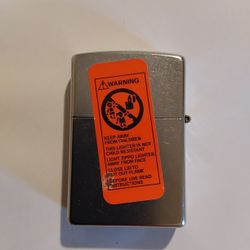 ⚠WARNING
KEEP AWAY
FROM CHILDREN
THIS LIGHTER IS NOT
CHILD RESISTANT
LIGHT ZIPPO LIGHTER
AWAY FROM FACE
CLOSE LID TO
PUT OUT FLAME
BEFORE USE READ
INSTRUCTIONS